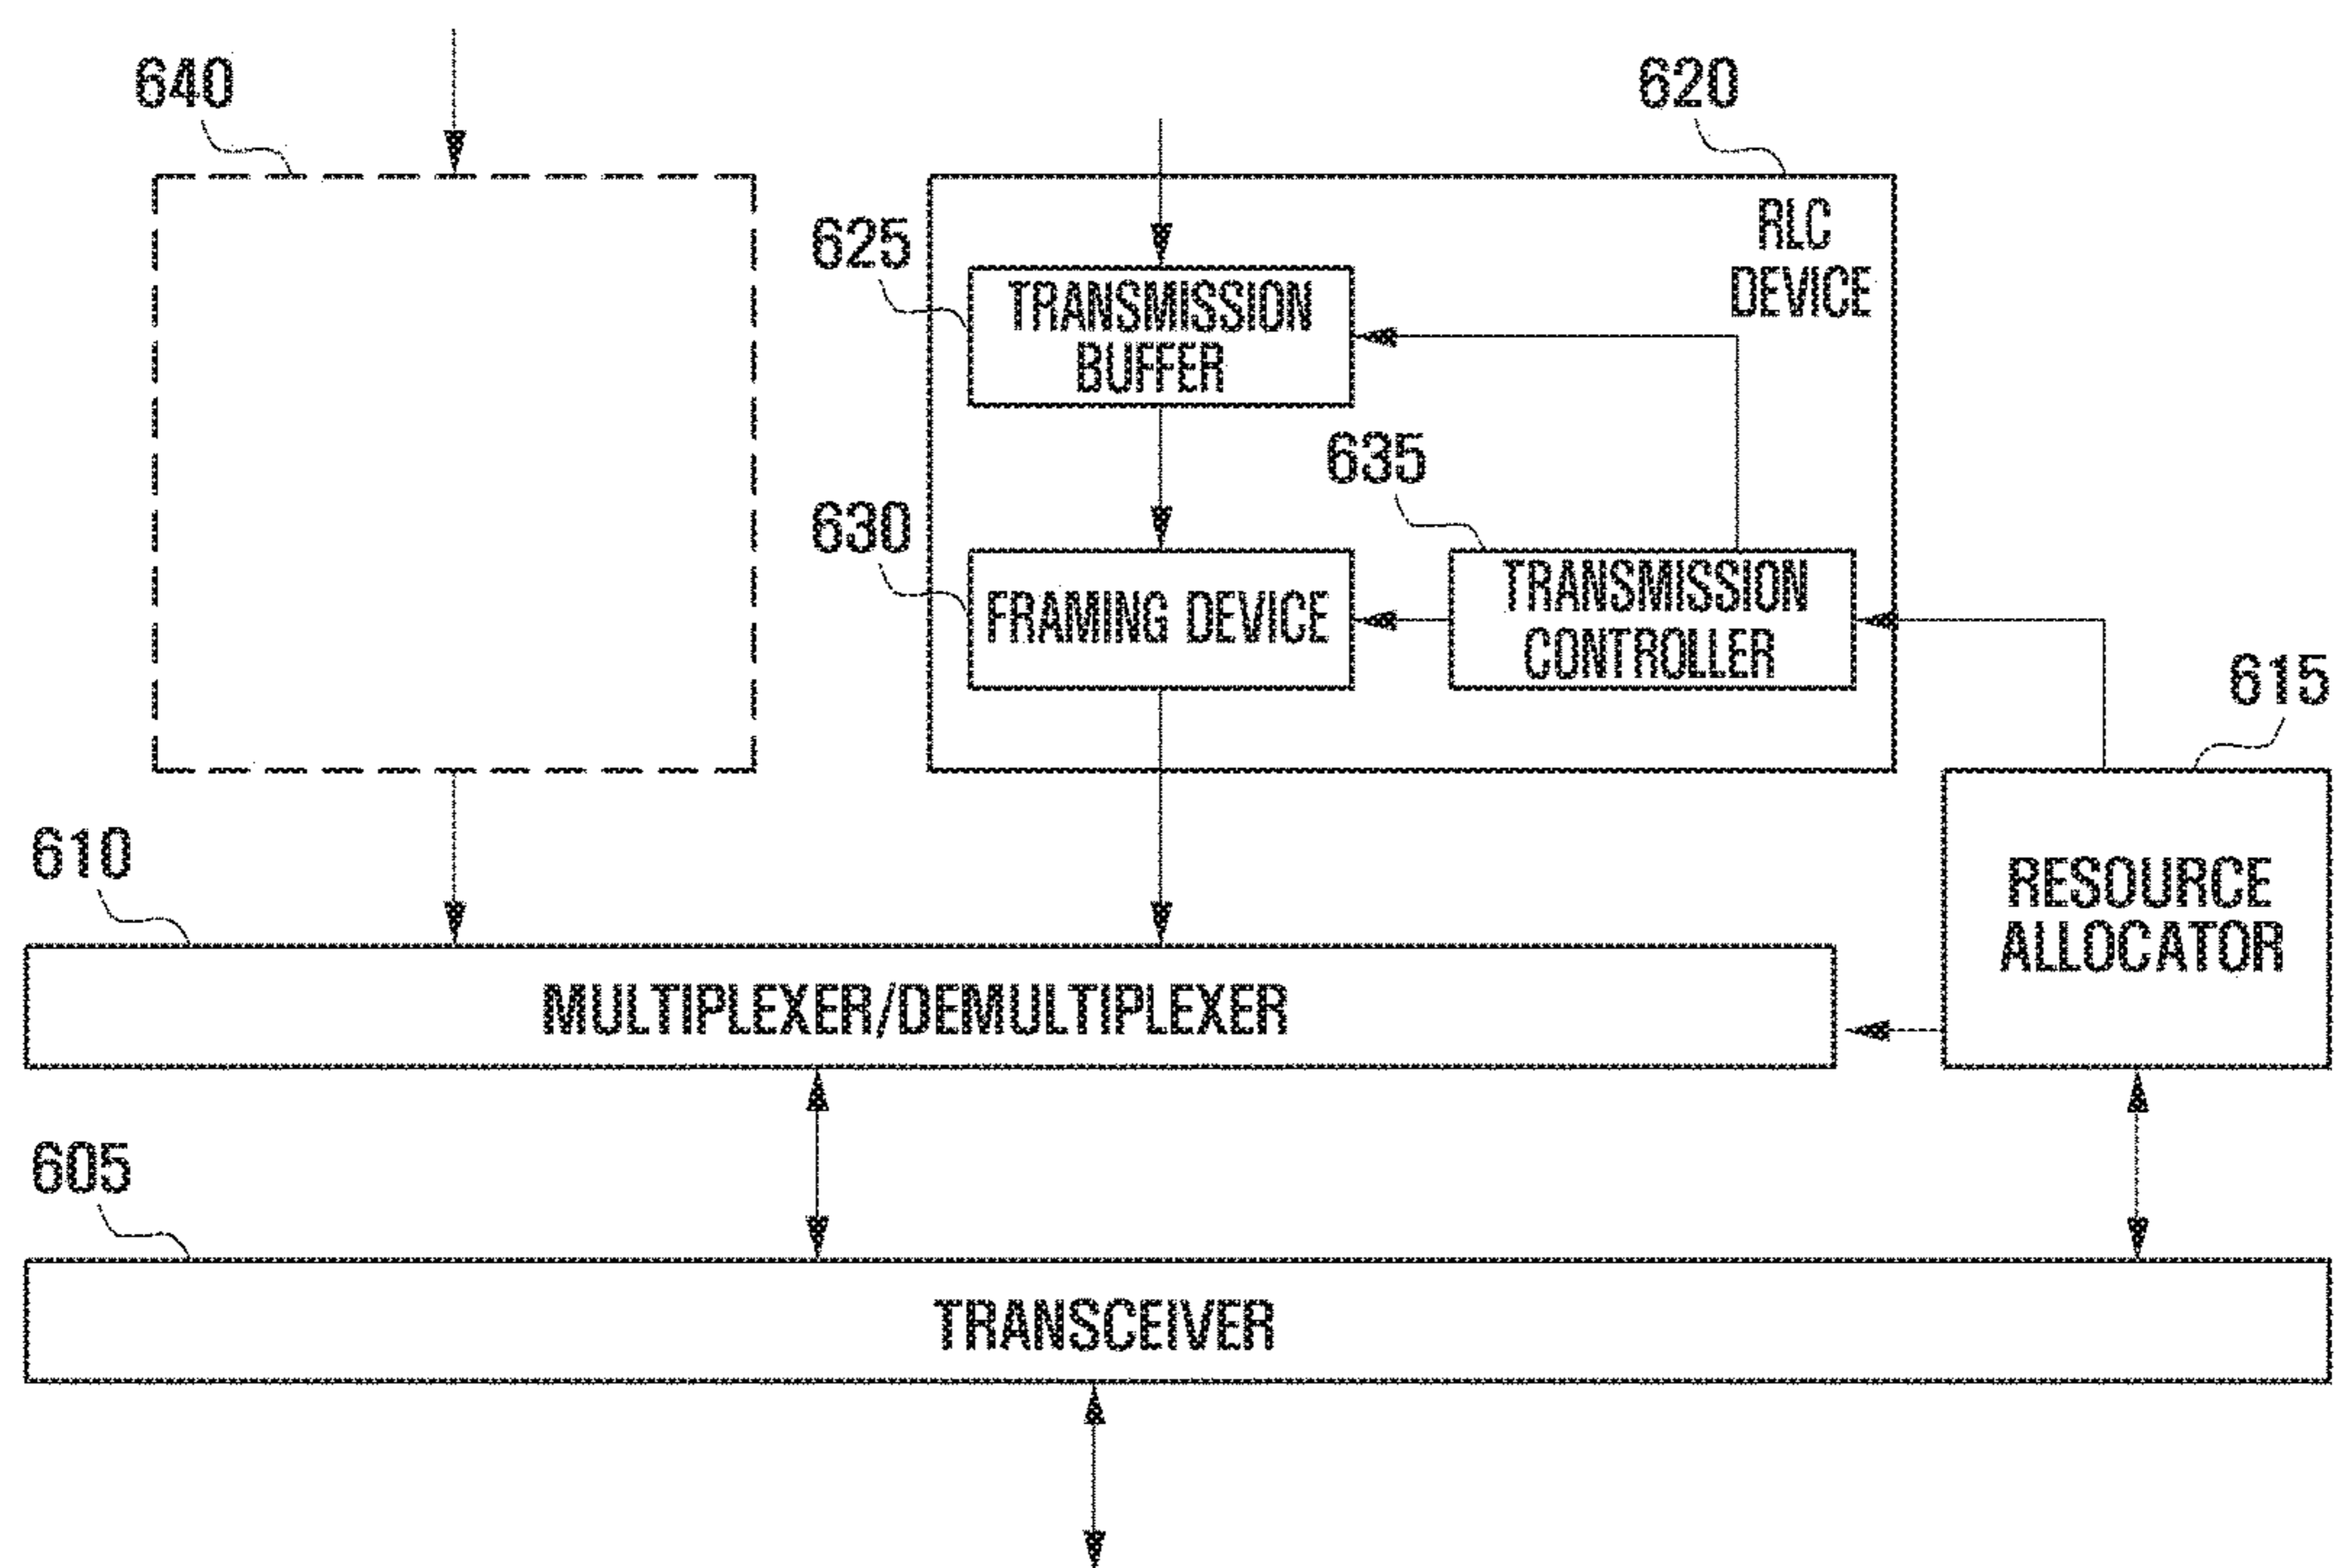 640
620
RLC
DEVICE
625
TRANSMISSION
BUFFER
635
630
FRAMING DEVICE
TRANSMISSION
CONTROLLER
615
RESOURCE
ALLOCATOR
610
MULTIPLEXER/DEMULTIPLEXER
605
TRANSCEIVER